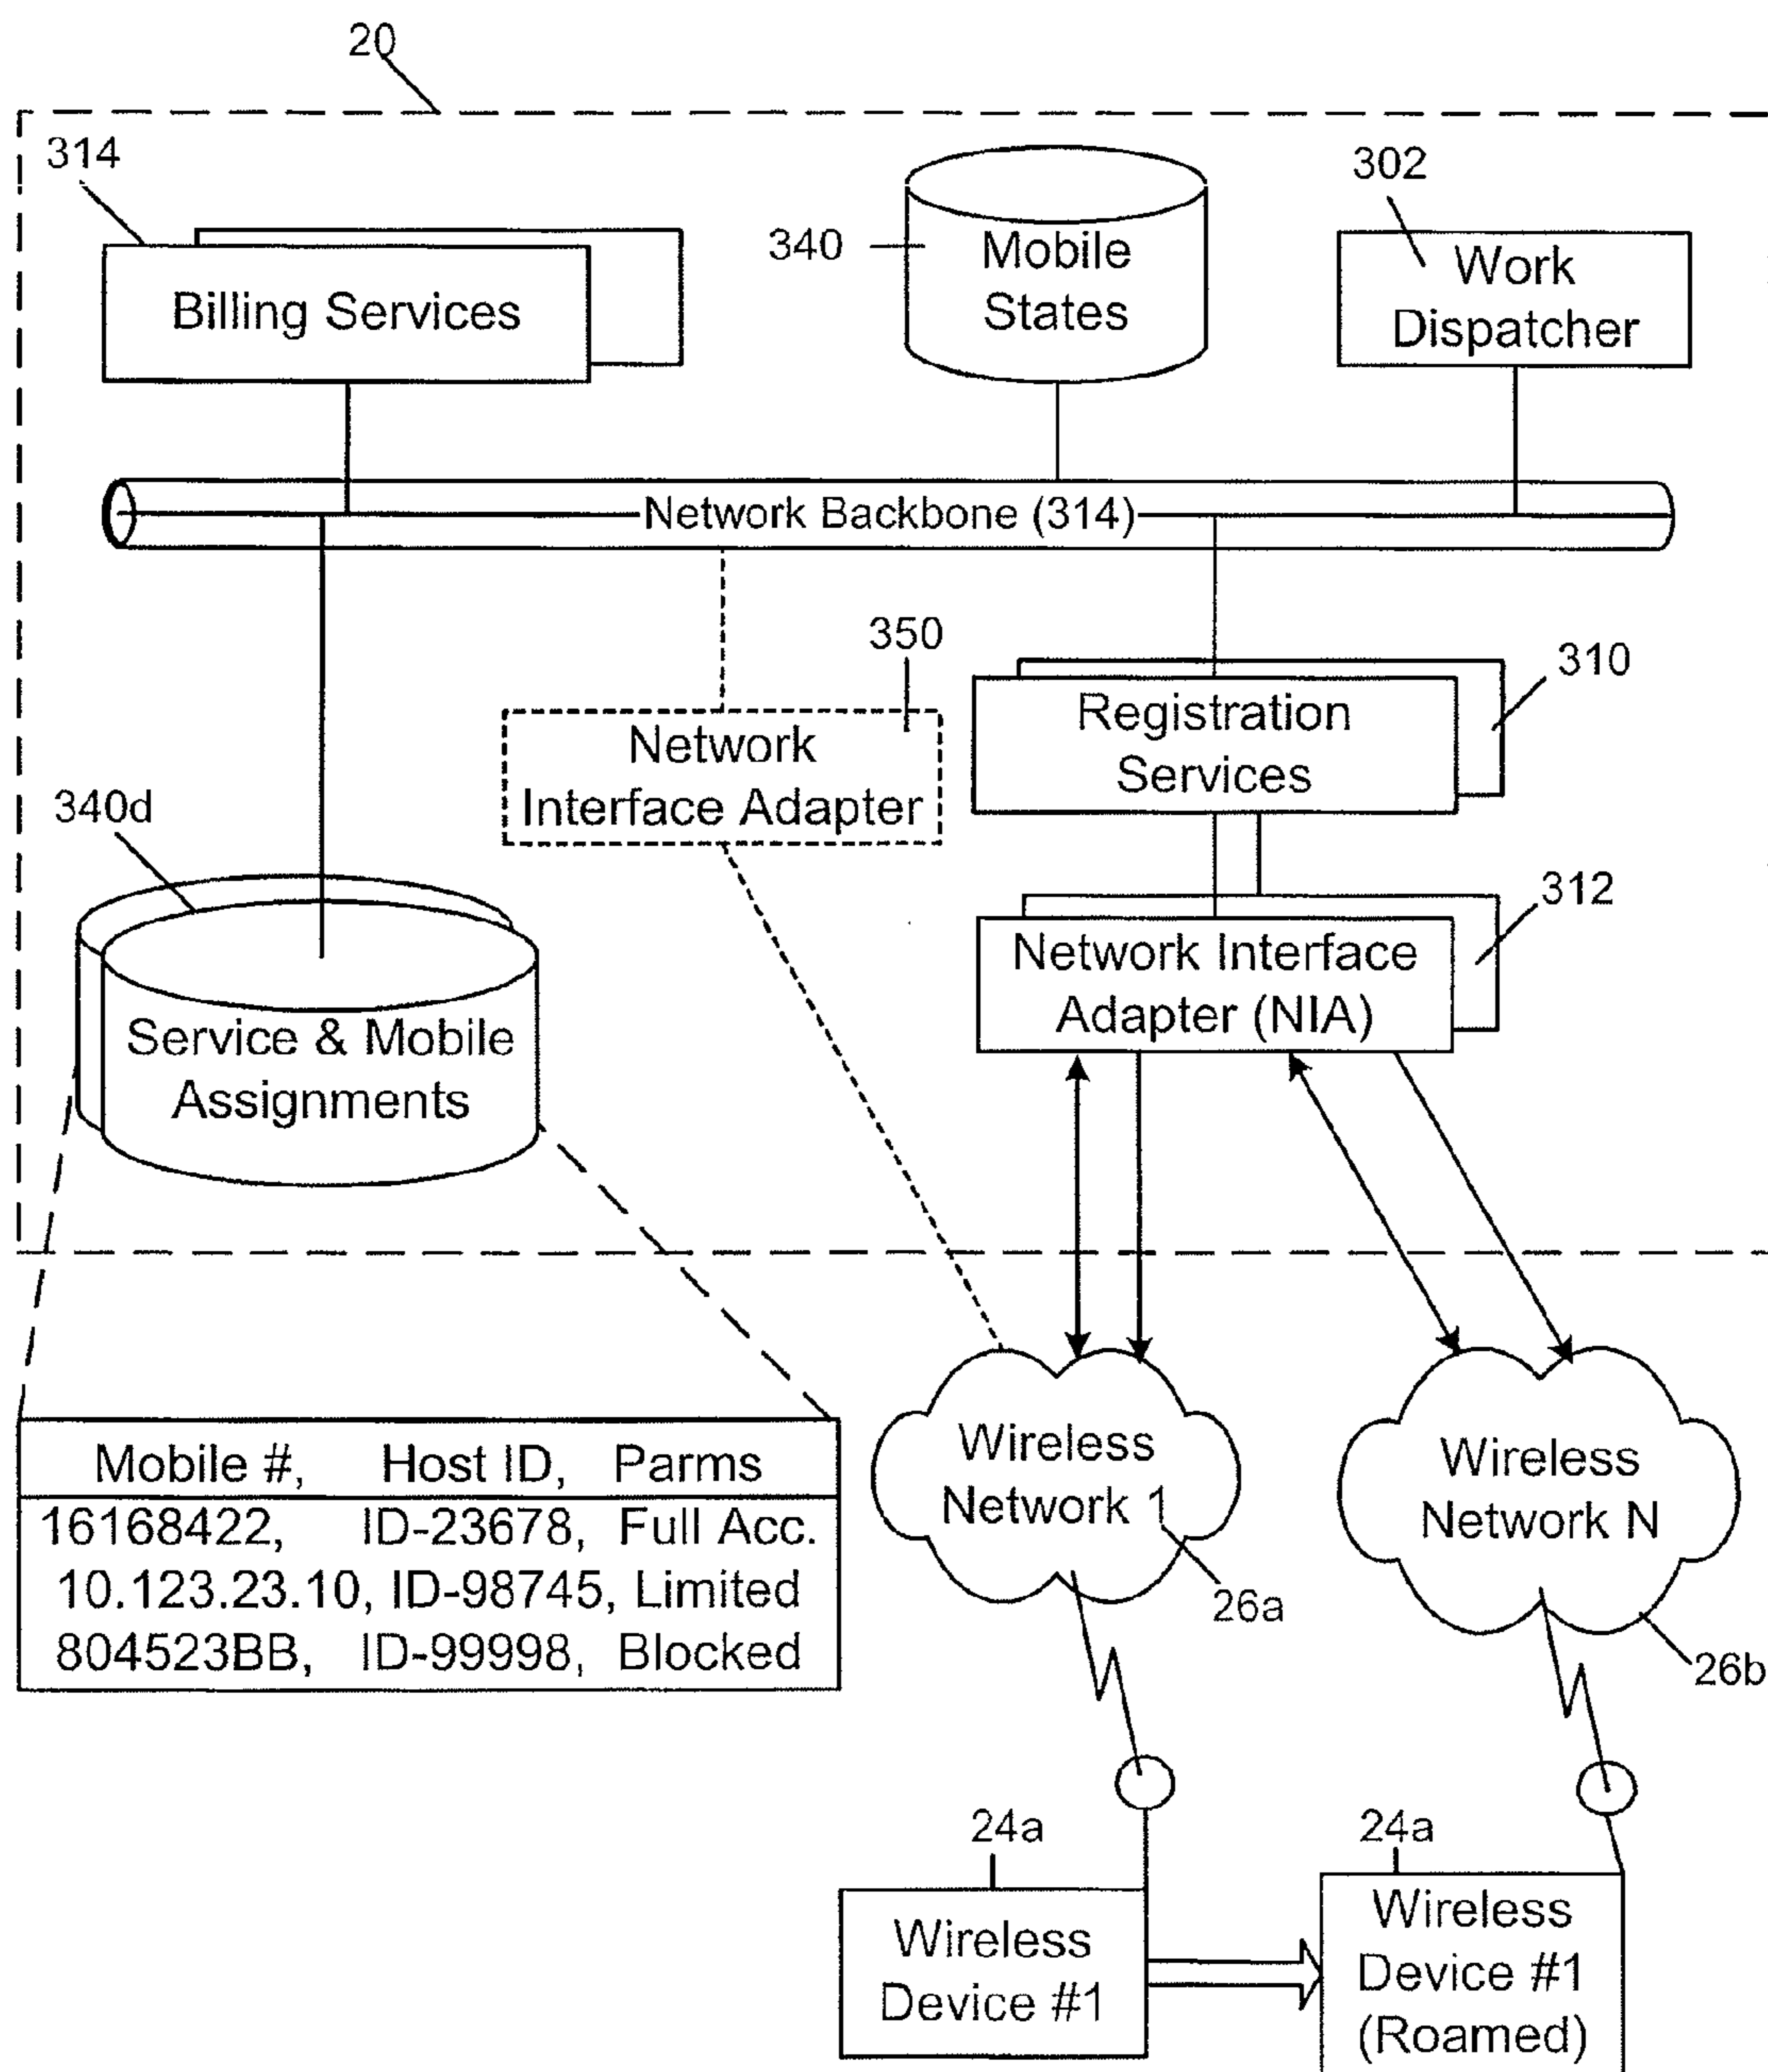 20
314
302
340
Mobile
States
Work
Dispatcher
Billing Services
Network Backbone (314)
350
310
Network
Interface Adapter
Registration
Services
340d
312
Network Interface
Adapter (NIA)
Service & Mobile
Assignments
Mobile #, Host ID, Parms
16168422, ID-23678, Full Acc.
10.123.23.10, ID-98745, Limited
804523BB, ID-99998, Blocked
Wireless
Network 1
26a
Wireless
Network N
26b
24a
24a
Wireless
Device #1
Wireless
Device #1
(Roamed)